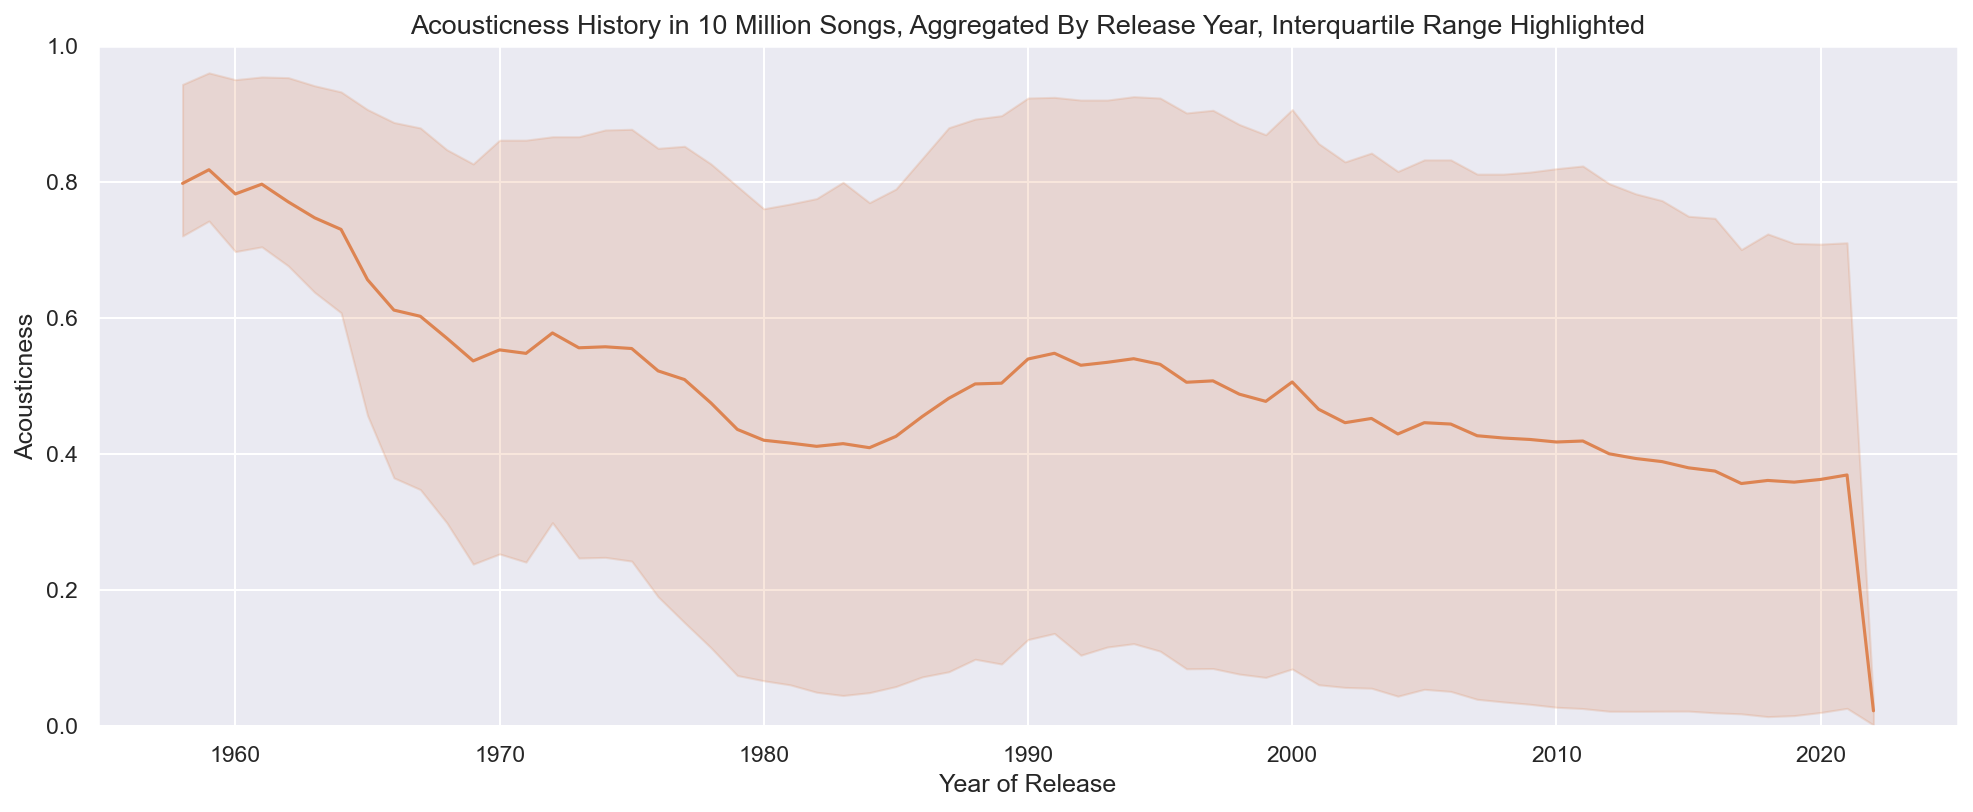 Acousticness History in 10 Million Songs, Aggregated By Release Year, Interquartile Range Highlighted
1.0
0.8
0.6
0.4
0.2
0.0
Acousticness
1960 1970 1980 1990 2000 2010 2020
Year of Release